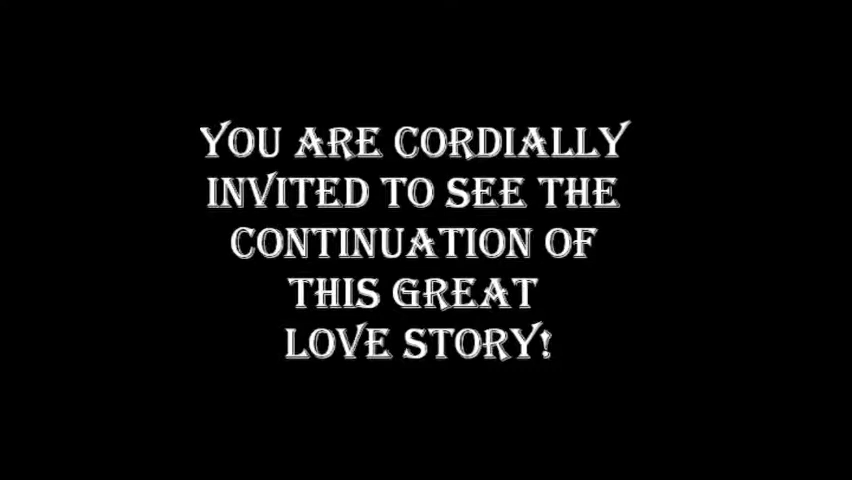 YOU ARE CORDIALLY
INVITED TO SEE THE
CONTINUATION OF
THIS GREAT
LOVE STORY!